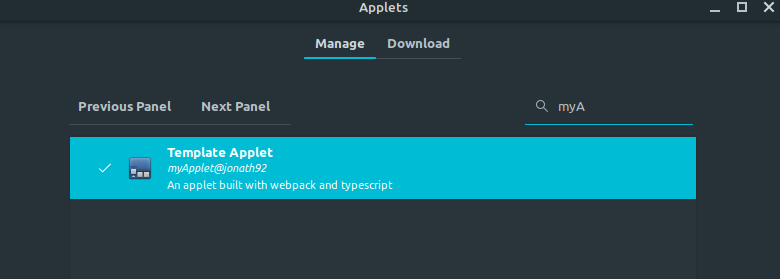 Applets
Manage Download
Previous Panel Next Panel myA
Template Applet
myApplet@jonath92
An applet built with webpack and typescript